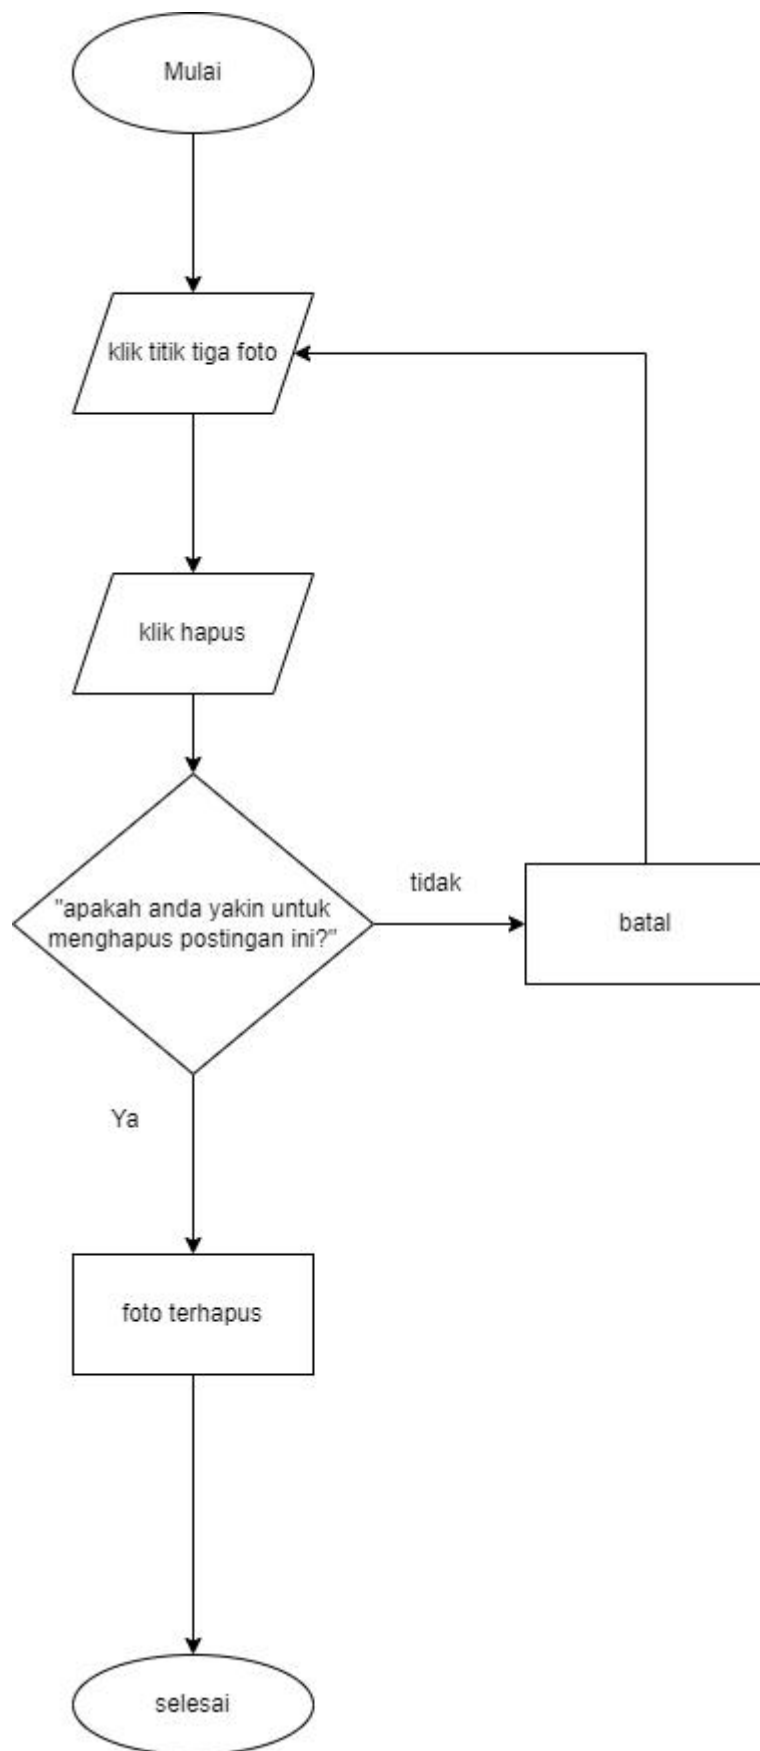 Mulai
klik titik tiga foto
klik hapus
"apakah anda yakin untuk
menghapus postingan ini?"
tidak
batal
Ya
foto terhapus
selesai